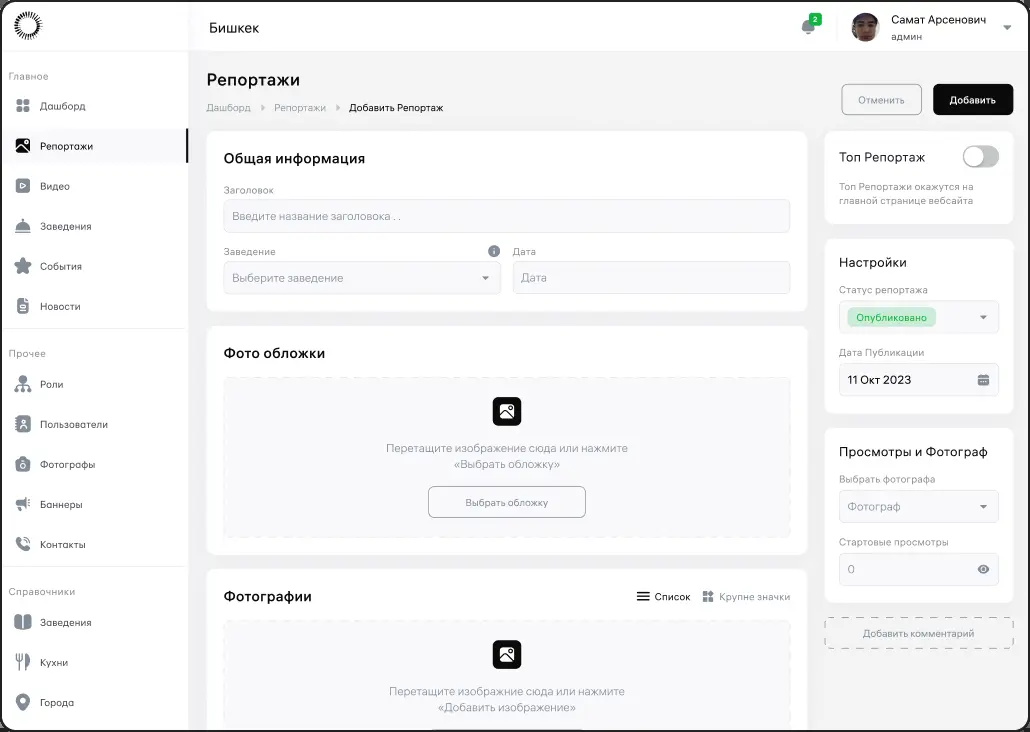 Бишкек
2
Самат Арсенович
админ
Главное
Дашборд
Репортажи
Видео
Заведения
События
Новости
Прочее
Роли
Пользователи
Фотографы
Баннеры
Контакты
Справочники
Заведения
Кухни
Города
Репортажи
Дашборд
Репортажи
Добавить Репортаж
Отменить
Добавить
Общая информация
Заголовок
Введите название заголовока . .
Заведение
Дата
Выберите заведение
Дата
Фото обложки
Перетащите изображение сюда или нажмите
«Выбрать обложку»
Выбрать обложку
Фотографии
Список
Крупне значки
Перетащите изображние сюда или нажмите
«Добавить изображение»
Топ Репортаж
Топ Репортажи окажутся на
главной странице вебсайта
Настройки
Статус репортажа
Опубликовано
Дата Публикации
11 Окт 2023
Просмотры и Фотограф
Выбрать фотографа
Фотограф
Стартовые просмотры
0
Добавить комментарий